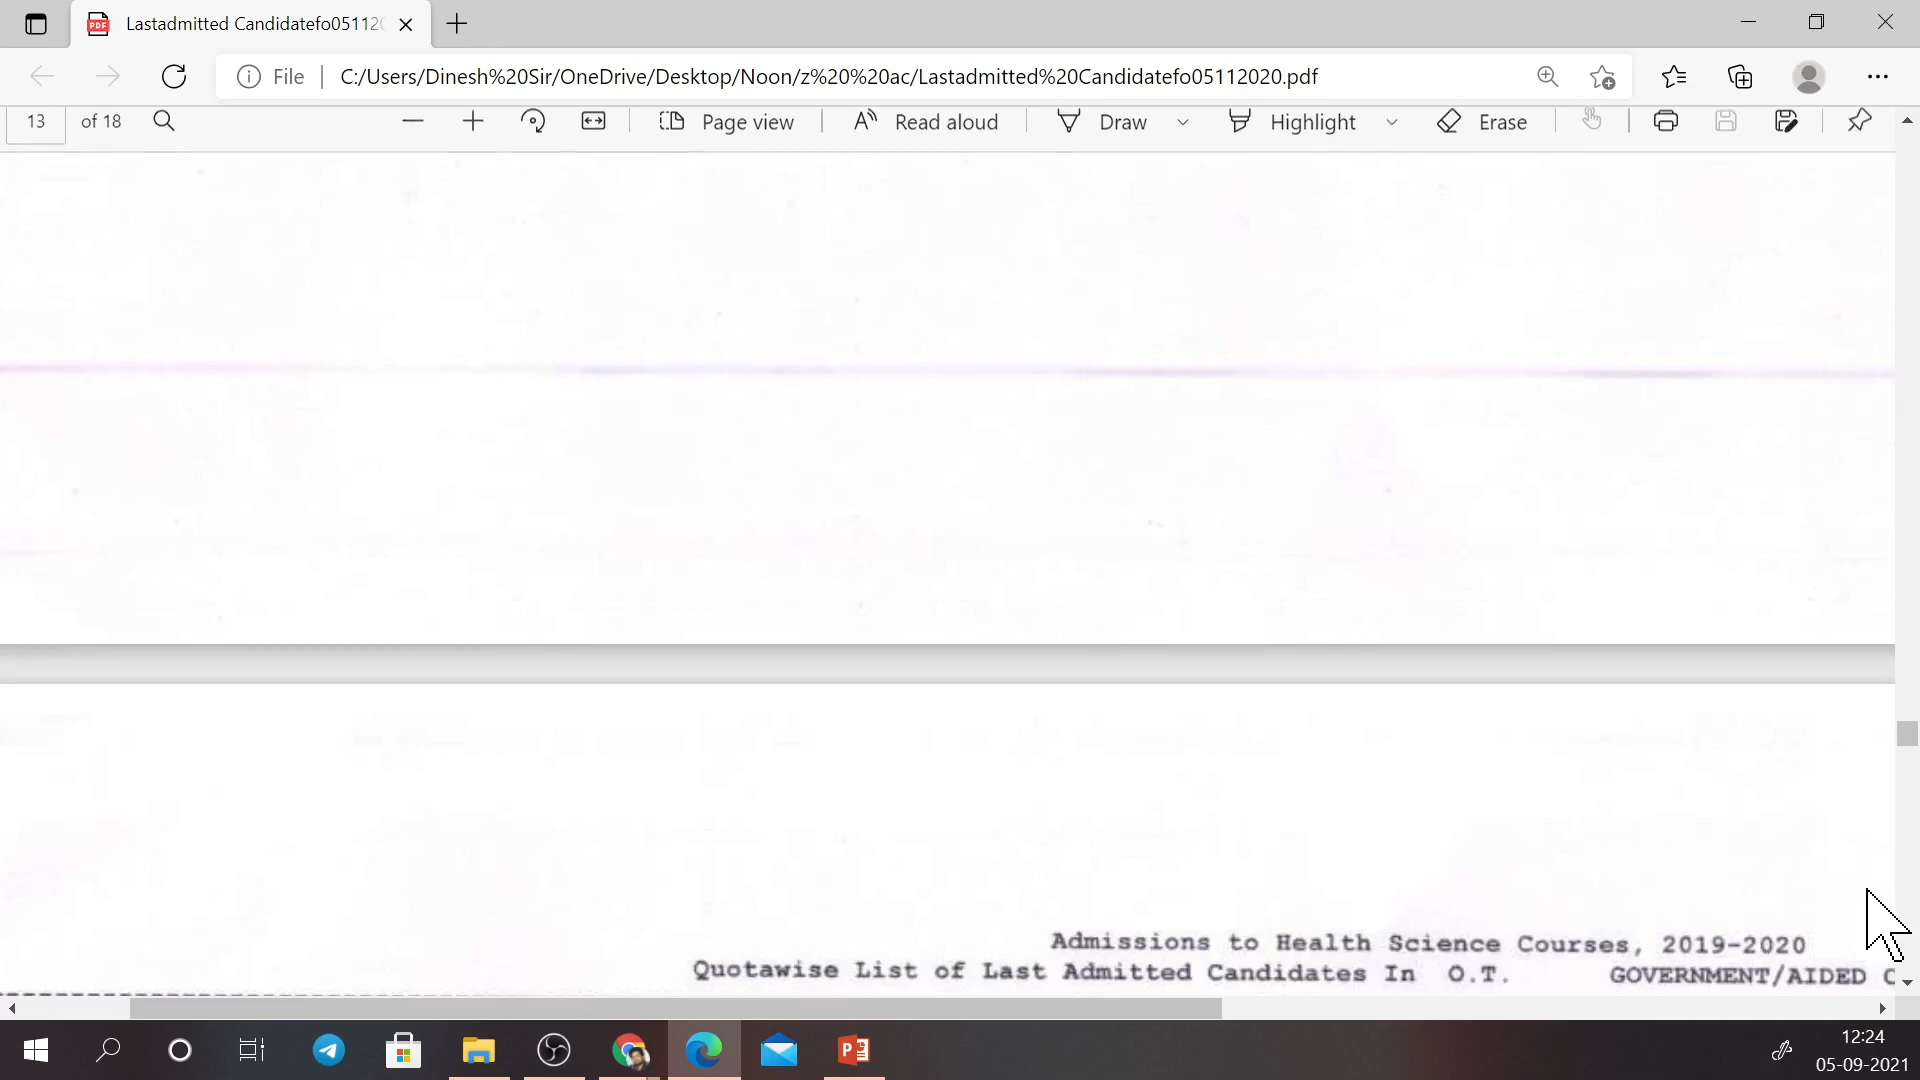 Lastadmitted Candidatefo05112
File
C:/Users/Dinesh%20Sir/OneDrive/Desktop/Noon/z%20%20ac/Lastadmitted%20Candidatefo05112020.pdf
13 of 18
Page view
Read aloud
Draw
Highlight
Erase
Admissions to Health Science Courses, 2019-2020
Quotawise List of Last Admitted Candidates In O.T. GOVERNMENT/AIDED C
12:24
05-09-2021